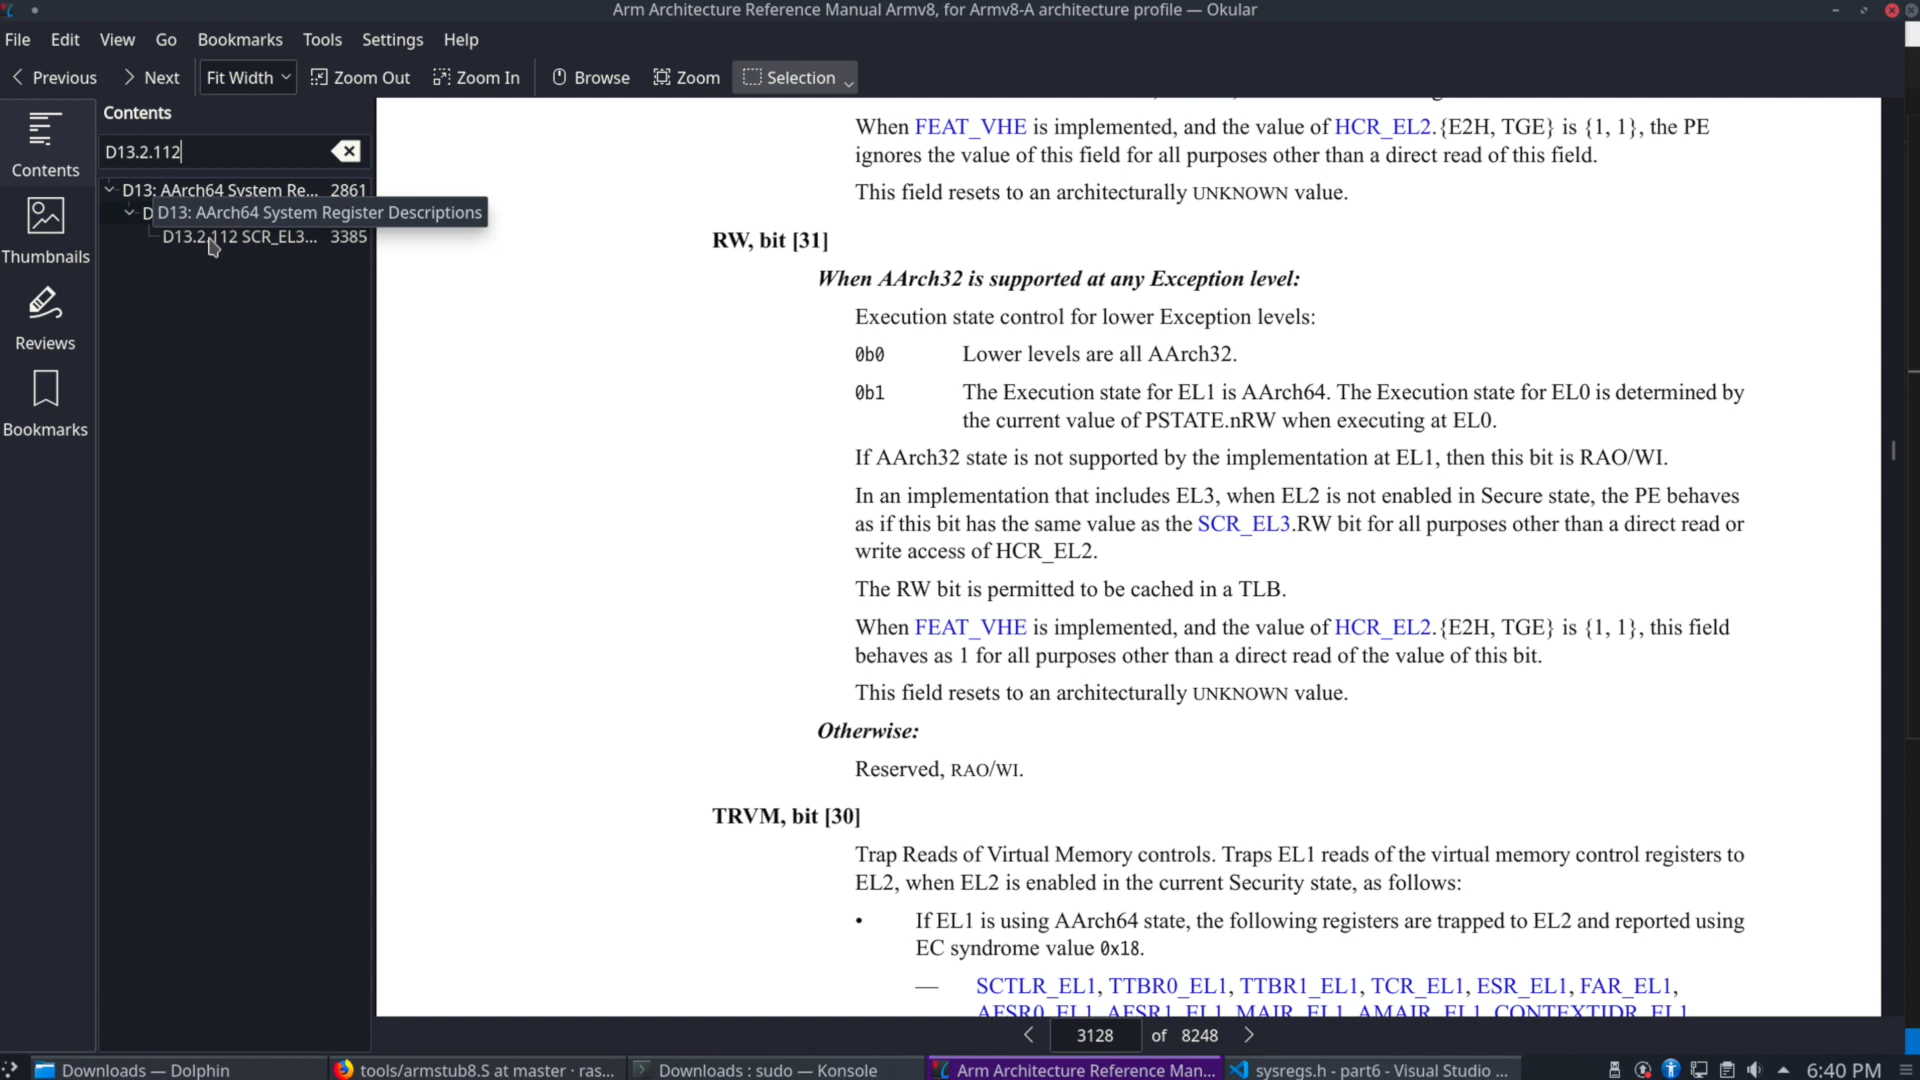 Arm Architecture Reference Manual Armv8, for Armv8-A architecture profile — Okular
File Edit View Go Bookmarks Tools Settings Help
Previous Next Fit Width Zoom Out Zoom In Browse Zoom Selection
Contents
D13.2.112
Contents
Thumbnails
Reviews
Bookmarks
D13: AArch64 System Re... 2861
D
D13: AArch64 System Register Descriptions
D13.2.112 SCR_EL3... 3385
When FEAT_VHE is implemented, and the value of HCR_EL2.{E2H, TGE} is {1, 1}, the PE
ignores the value of this field for all purposes other than a direct read of this field.
This field resets to an architecturally UNKNOWN value.
RW, bit [31]
When AArch32 is supported at any Exception level:
Execution state control for lower Exception levels:
0b0 Lower levels are all AArch32.
0b1 The Execution state for EL1 is AArch64. The Execution state for EL0 is determined by
the current value of PSTATE.nRW when executing at EL0.
If AArch32 state is not supported by the implementation at EL1, then this bit is RAO/WI.
In an implementation that includes EL3, when EL2 is not enabled in Secure state, the PE behaves
as if this bit has the same value as the SCR_EL3.RW bit for all purposes other than a direct read or
write access of HCR_EL2.
The RW bit is permitted to be cached in a TLB.
When FEAT_VHE is implemented, and the value of HCR_EL2.{E2H, TGE} is {1, 1}, this field
behaves as 1 for all purposes other than a direct read of the value of this bit.
This field resets to an architecturally UNKNOWN value.
Otherwise:
Reserved, RAO/WI.
TRVM, bit [30]
Trap Reads of Virtual Memory controls. Traps EL1 reads of the virtual memory control registers to
EL2, when EL2 is enabled in the current Security state, as follows:
• If EL1 is using AArch64 state, the following registers are trapped to EL2 and reported using
EC syndrome value 0x18.
— SCTLR_EL1, TTBR0_EL1, TTBR1_EL1, TCR_EL1, ESR_EL1, FAR_EL1,
AFSR0_EL1, AFSR1_EL1, MAIR_EL1, AMAIR_EL1, CONTEXTIDR_EL1
3128 of 8248
Downloads — Dolphin
tools/armstub8.S at master · ras...
Downloads : sudo — Konsole
Arm Architecture Reference Man...
sysregs.h - part6 - Visual Studio ...
6:40 PM